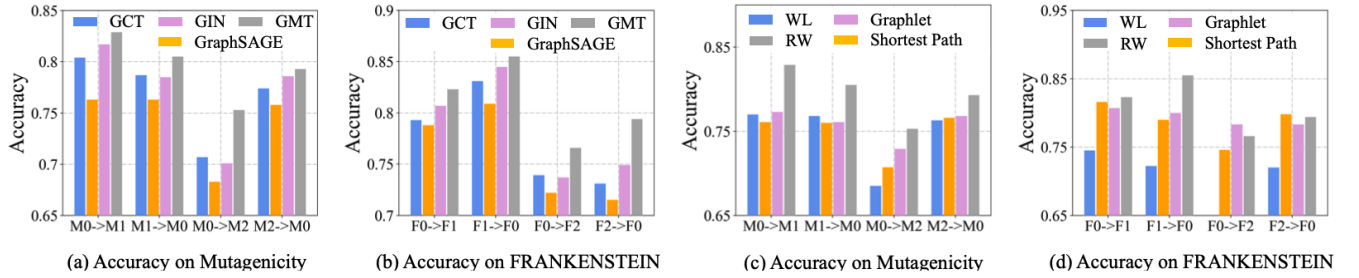 GCT GIN GMT
GraphSAGE
Accuracy
0.85
0.8
0.75
0.7
0.65
M0->M1 M1->M0 M0->M2 M2->M0
(a) Accuracy on Mutagenicity
GCT GIN GMT
GraphSAGE
Accuracy
0.9
0.85
0.8
0.75
0.7
F0->F1 F1->F0 F0->F2 F2->F0
(b) Accuracy on FRANKENSTEIN
WL Graphlet
RW Shortest Path
Accuracy
0.85
0.75
0.65
M0->M1 M1->M0 M0->M2 M2->M0
(c) Accuracy on Mutagenicity
WL Graphlet
RW Shortest Path
Accuracy
0.95
0.85
0.75
0.65
F0->F1 F1->F0 F0->F2 F2->F0
(d) Accuracy on FRANKENSTEIN